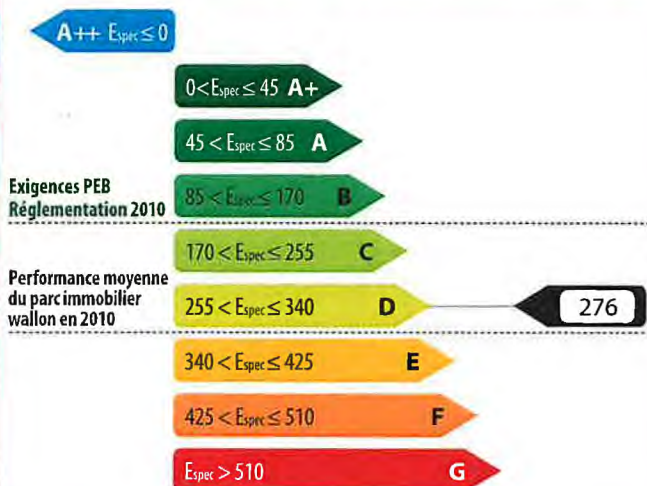 A++ Espec ≤ 0
0 < Espec ≤ 45 A+
45 < Espec ≤ 85 A
Exigences PEB
Réglementation 2010
85 < Espec ≤ 170 B
170 < Espec ≤ 255 C
Performance moyenne
du parc immobilier
wallon en 2010
255 < Espec ≤ 340 D
276
340 < Espec ≤ 425 E
425 < Espec ≤ 510 F
Espec > 510 G